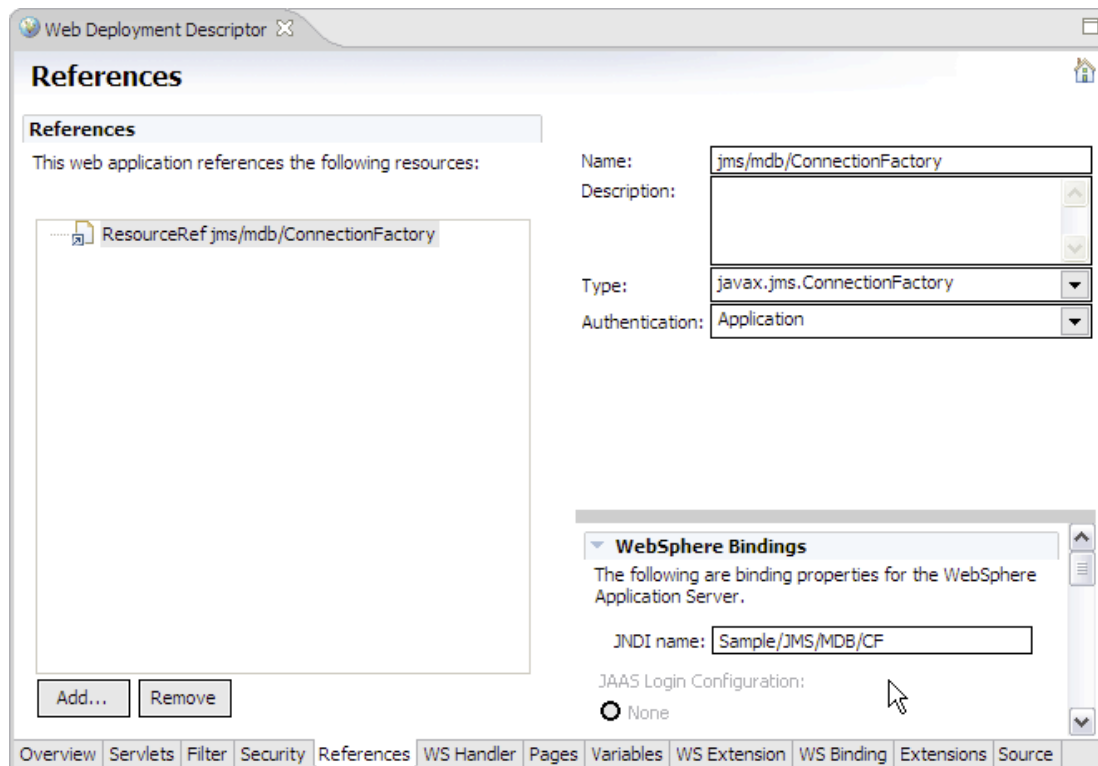 Web Deployment Descriptor
References
References
This web application references the following resources:
ResourceRef jms/mdb/ConnectionFactory
Add...
Remove
Name:
jms/mdb/ConnectionFactory
Description:
Type:
javax.jms.ConnectionFactory
Authentication:
Application
WebSphere Bindings
The following are binding properties for the WebSphere
Application Server.
JNDI name:
Sample/JMS/MDB/CF
JAAS Login Configuration:
None
Overview Servlets Filter Security References WS Handler Pages Variables WS Extension WS Binding Extensions Source